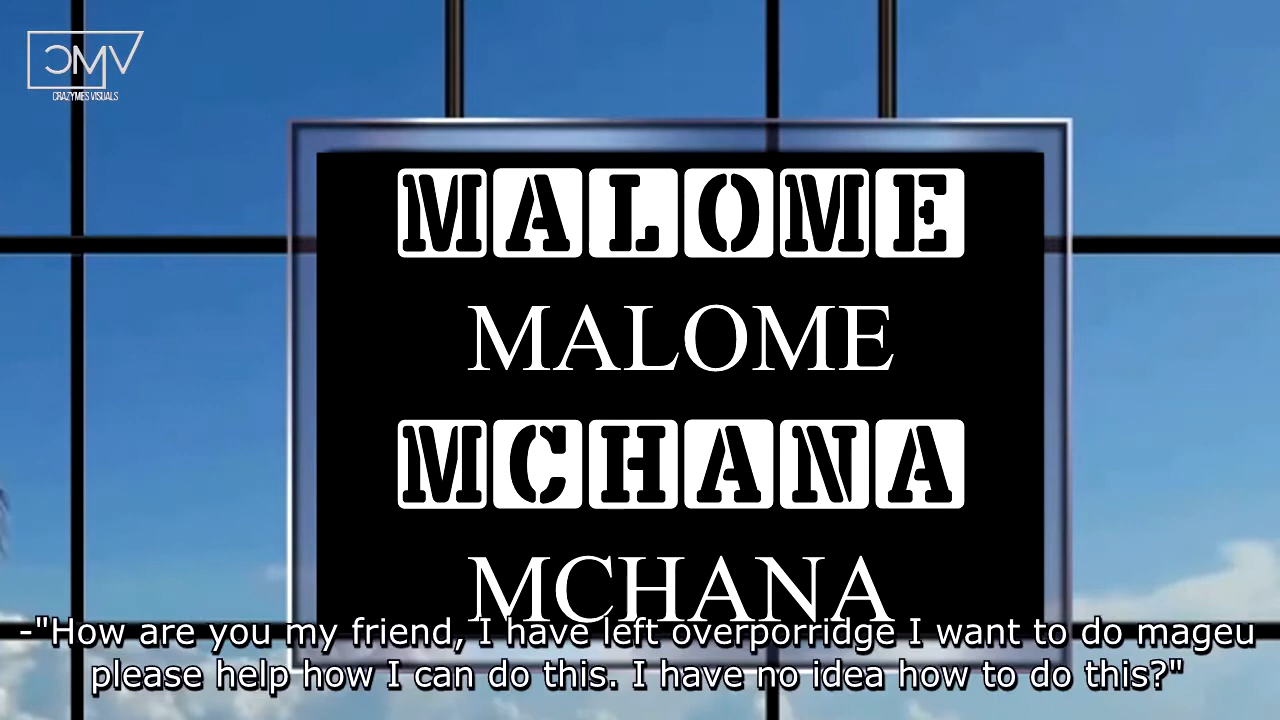 CMV
CRAZYMES VISUALS
MALOME
MALOME
MCHANA
MCHANA
-"How are you my friend, I have left overporridge I want to do mageu
please help how I can do this. I have no idea how to do this?"